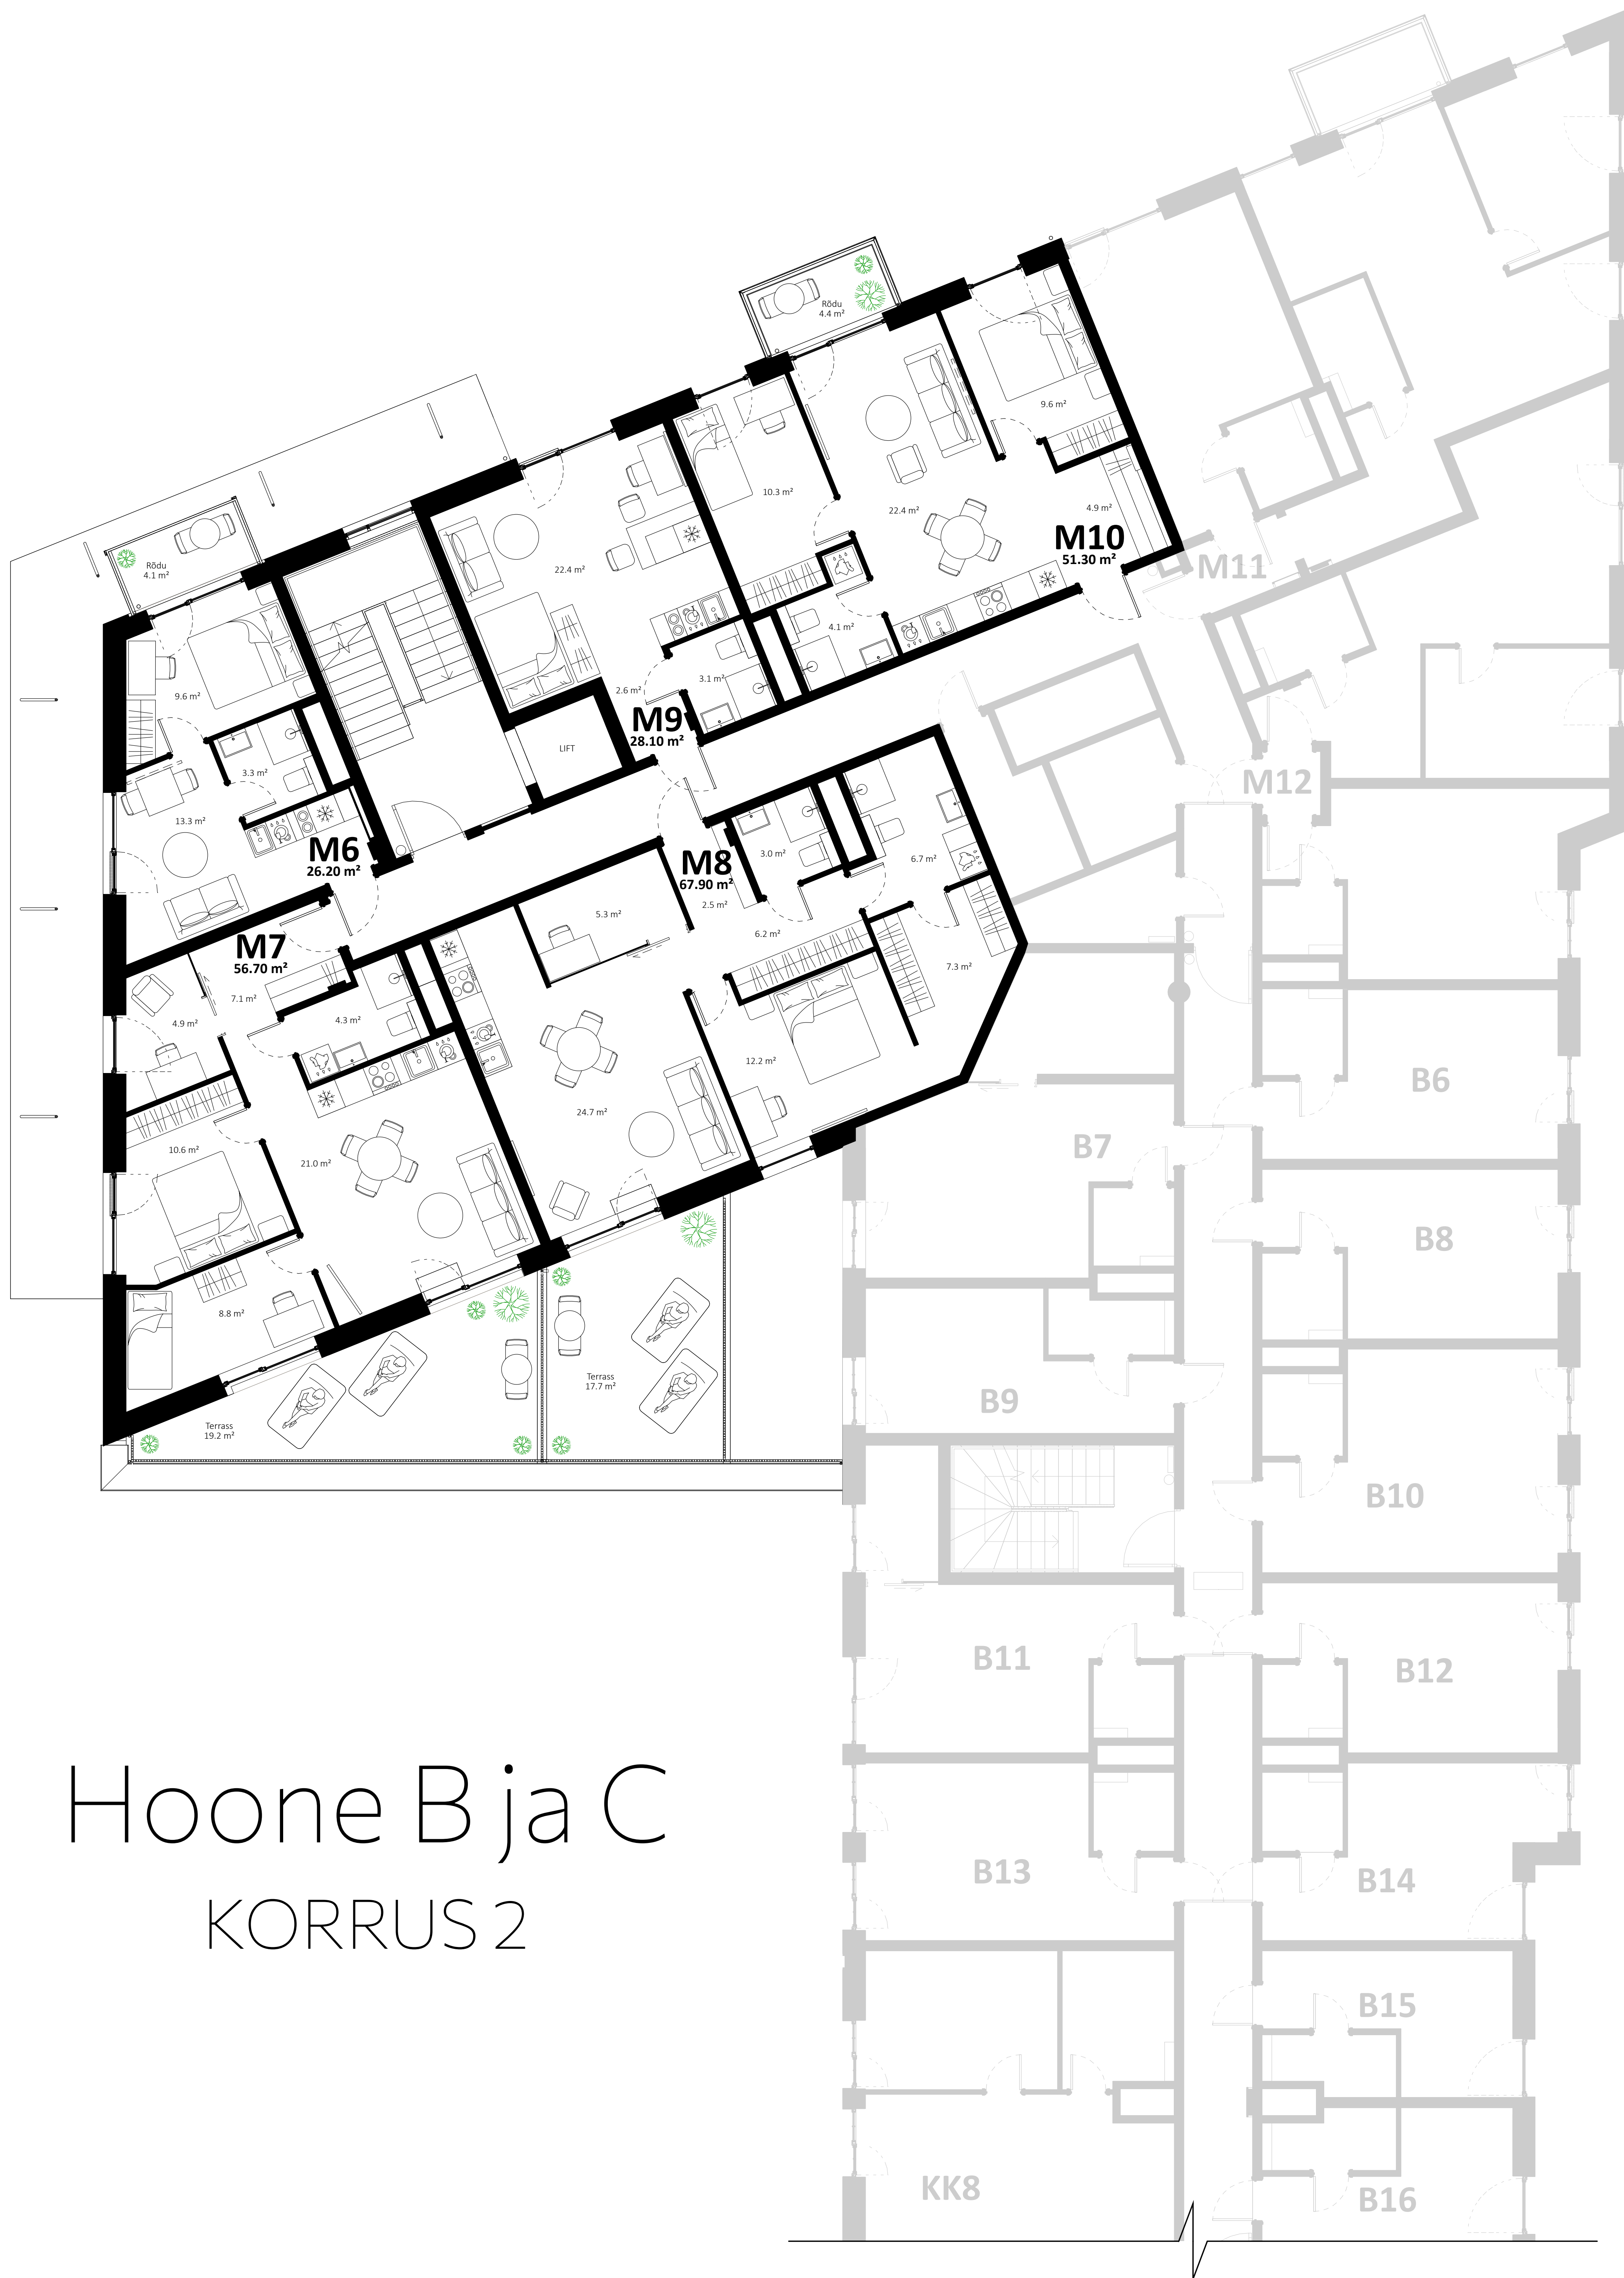 Rõdu
4.4 m²
9.6 m²
10.3 m²
22.4 m²
4.9 m²
M10
51.30 m²
M11
4.1 m²
Rõdu
4.1 m²
22.4 m²
9.6 m²
2.6 m²
3.1 m²
M9
28.10 m²
LIFT
3.3 m²
13.3 m²
M6
26.20 m²
M12
M8
67.90 m²
3.0 m²
6.7 m²
2.5 m²
5.3 m²
6.2 m²
7.3 m²
M7
56.70 m²
7.1 m²
4.9 m²
4.3 m²
12.2 m²
24.7 m²
10.6 m²
21.0 m²
8.8 m²
Terrass
17.7 m²
Terrass
19.2 m²
B6
B7
B8
B9
B10
B11
B12
Hoone B ja C
KORRUS 2
B13
B14
B15
KK8
B16